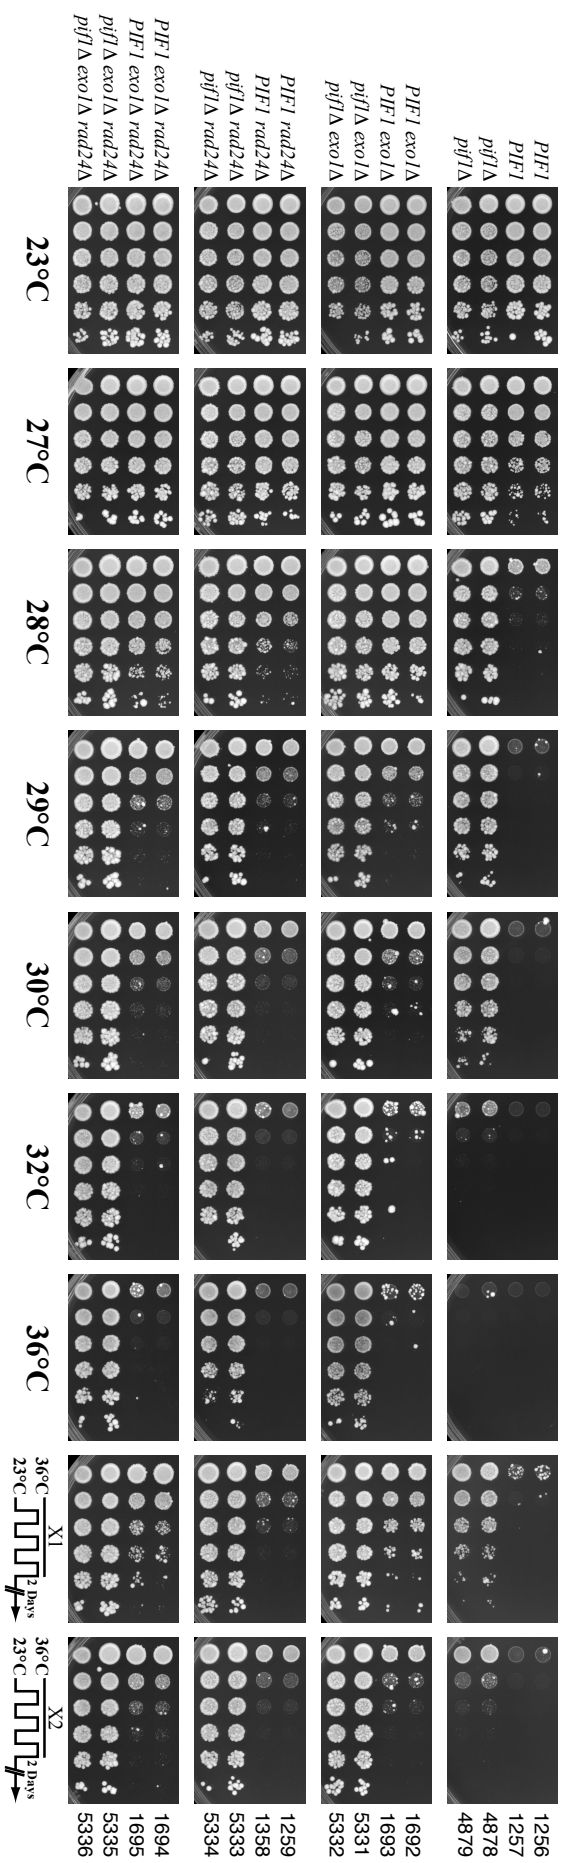 PIF1 1256
PIF1 1257
pif1Δ 4878
pif1Δ 4879
PIF1 exo1Δ 1692
PIF1 exo1Δ 1693
pif1Δ exo1Δ 5331
pif1Δ exo1Δ 5332
PIF1 rad24Δ 1259
PIF1 rad24Δ 1358
pif1Δ rad24Δ 5333
pif1Δ rad24Δ 5334
PIF1 exo1Δ rad24Δ 1694
PIF1 exo1Δ rad24Δ 1695
pif1Δ exo1Δ rad24Δ 5335
pif1Δ exo1Δ rad24Δ 5336
23°C 27°C 28°C 29°C 30°C 32°C 36°C
X1
36°C 2 Days
23°C
X2
36°C 2 Days
23°C